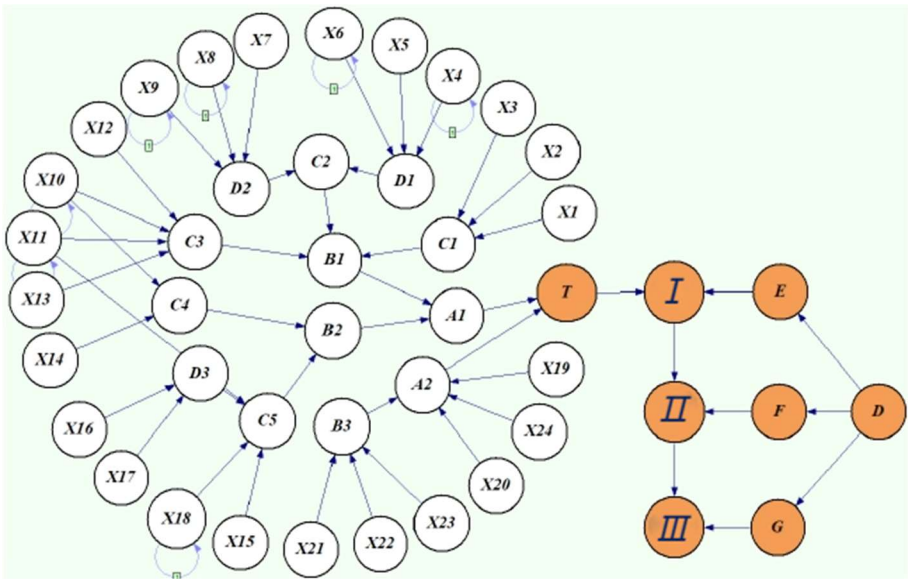 X6
X7
X5
X8
X4
X9
X3
X12
X2
C2
X10
D2
D1
X1
X11
C3
C1
B1
X13
T
I
E
C4
A1
B2
X14
D3
A2
X19
C5
B3
II
F
D
X16
X24
X17
X20
X18
X15
X21
X22
X23
III
G